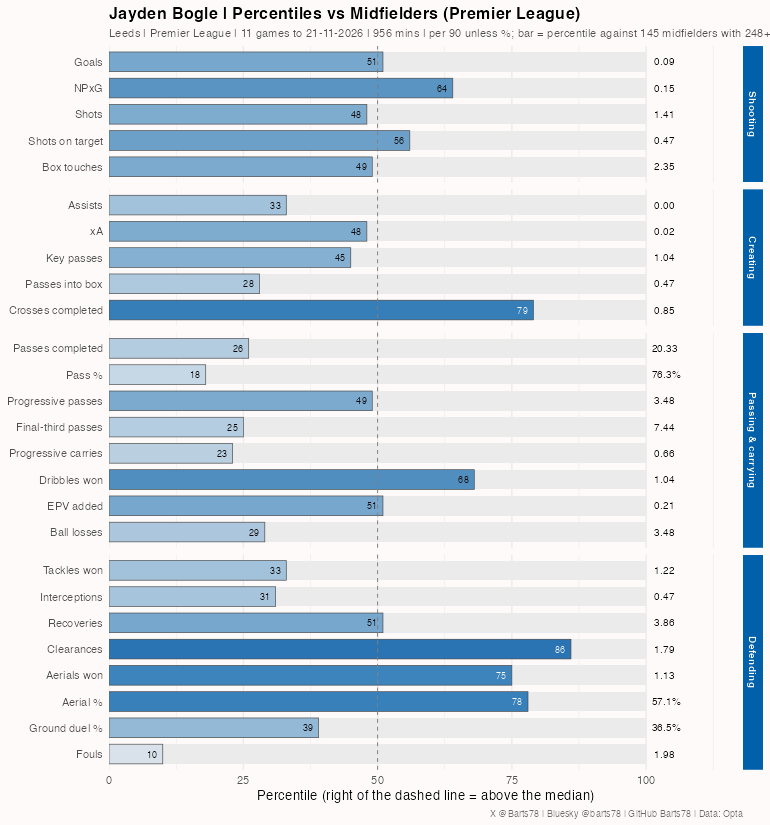 Jayden Bogle | Percentiles vs Midfielders (Premier League)
Leeds | Premier League | 11 games to 21-11-2026 | 956 mins | per 90 unless %; bar = percentile against 145 midfielders with 248+
Goals 51 0.09
NPxG 64 0.15
Shots 48 1.41
Shots on target 56 0.47
Box touches 49 2.35
Shooting
Assists 33 0.00
xA 48 0.02
Key passes 45 1.04
Passes into box 28 0.47
Crosses completed 79 0.85
Creating
Passes completed 26 20.33
Pass % 18 76.3%
Progressive passes 49 3.48
Final-third passes 25 7.44
Progressive carries 23 0.66
Dribbles won 68 1.04
EPV added 51 0.21
Ball losses 29 3.48
Passing & carrying
Tackles won 33 1.22
Interceptions 31 0.47
Recoveries 51 3.86
Clearances 86 1.79
Aerials won 75 1.13
Aerial % 78 57.1%
Ground duel % 39 36.5%
Fouls 10 1.98
Defending
0 25 50 75 100
Percentile (right of the dashed line = above the median)
X @Barts78 | Bluesky @barts78 | GitHub Barts78 | Data: Opta